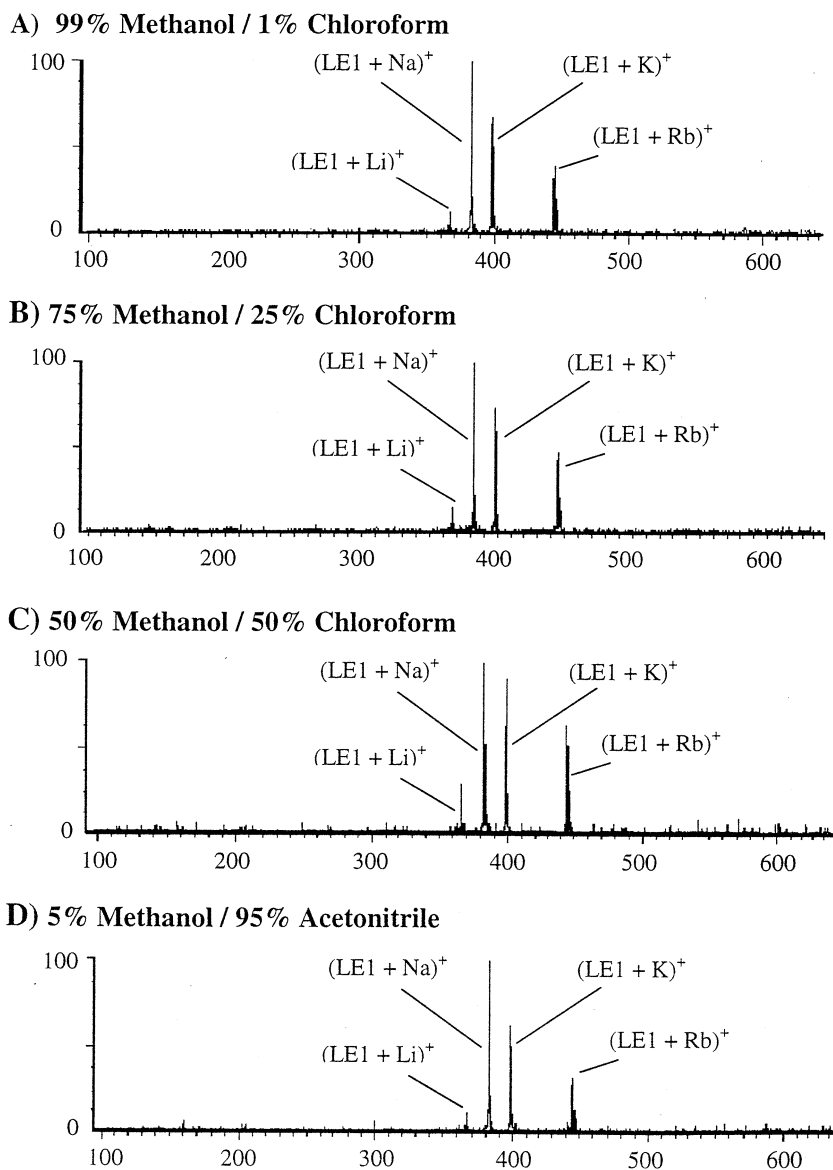 A) 99% Methanol / 1% Chloroform
100
(LE1 + Na)+
(LE1 + K)+
(LE1 + Li)+
(LE1 + Rb)+
0
100 200 300 400 500 600
B) 75% Methanol / 25% Chloroform
100
(LE1 + Na)+
(LE1 + K)+
(LE1 + Li)+
(LE1 + Rb)+
0
100 200 300 400 500 600
C) 50% Methanol / 50% Chloroform
100
(LE1 + Na)+
(LE1 + K)+
(LE1 + Li)+
(LE1 + Rb)+
0
100 200 300 400 500 600
D) 5% Methanol / 95% Acetonitrile
100
(LE1 + Na)+
(LE1 + K)+
(LE1 + Li)+
(LE1 + Rb)+
0
100 200 300 400 500 600